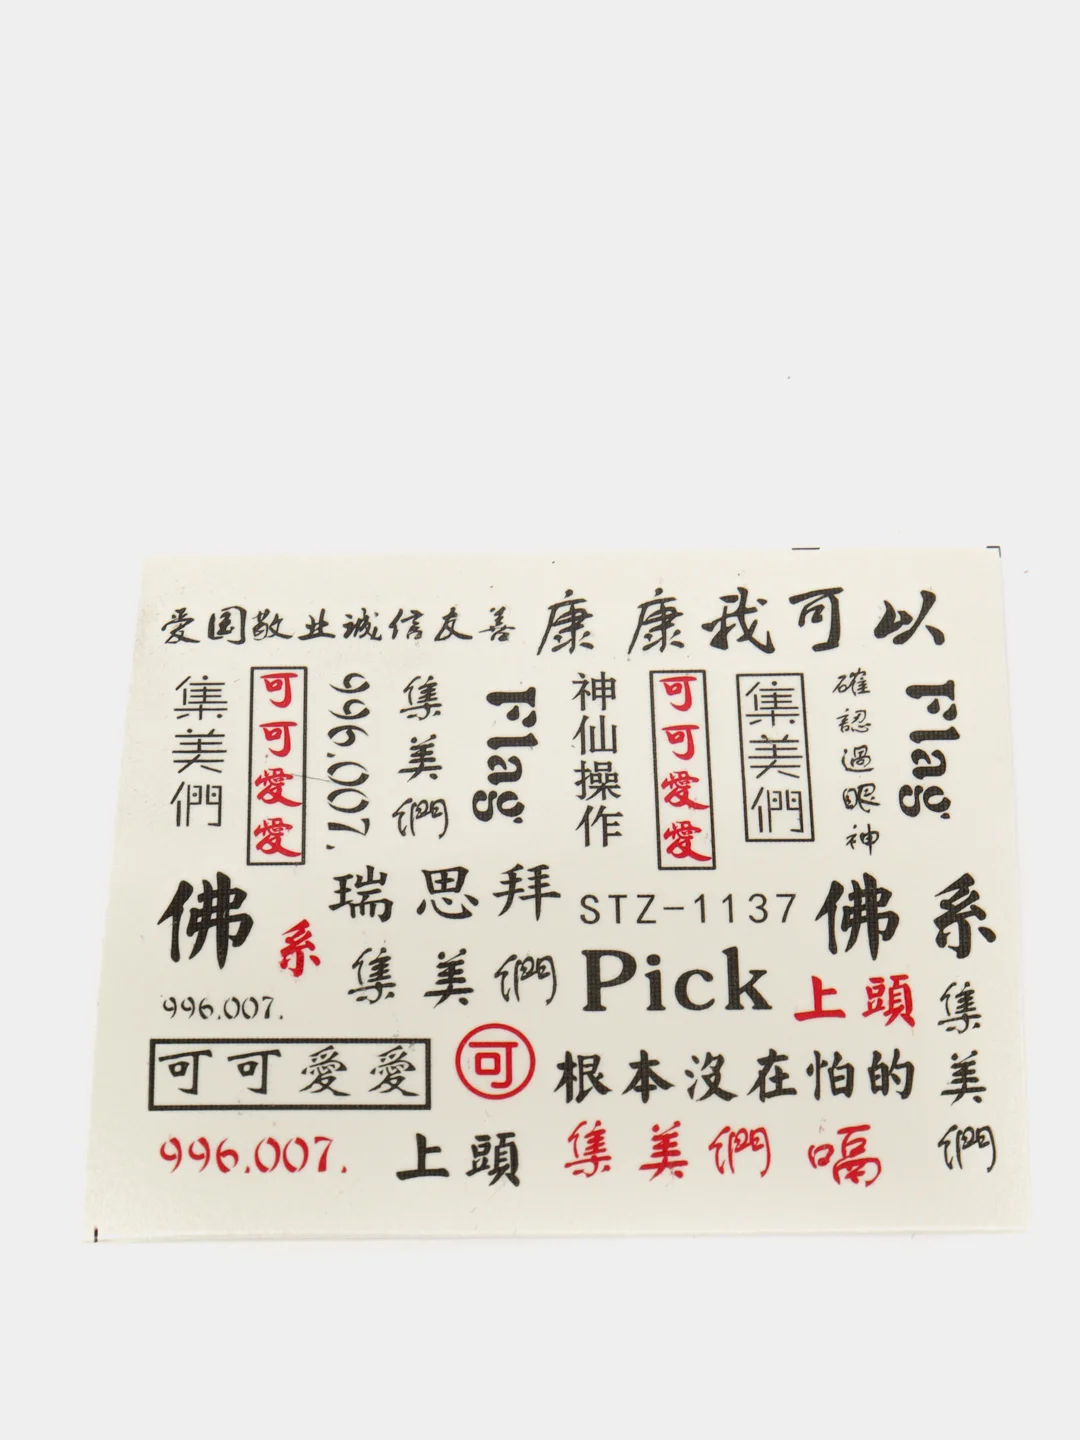 爱国敬业诚信友善
康康我可以
集美們
可可愛愛
996.007.
集美們
Flag
神仙操作
可可愛愛
集美們
確認過眼神
Flag
佛系
瑞思拜
STZ-1137
佛系
996.007.
集美們
Pick
上頭
集美們
可可愛愛
可
根本沒在怕的
996.007.
上頭
集美們
嗝